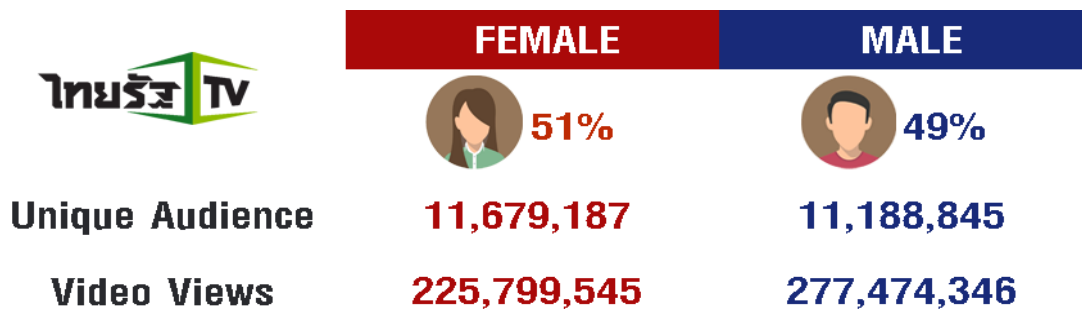 FEMALE MALE
ไทยรัฐ TV
51% 49%
Unique Audience 11,679,187 11,188,845
Video Views 225,799,545 277,474,346